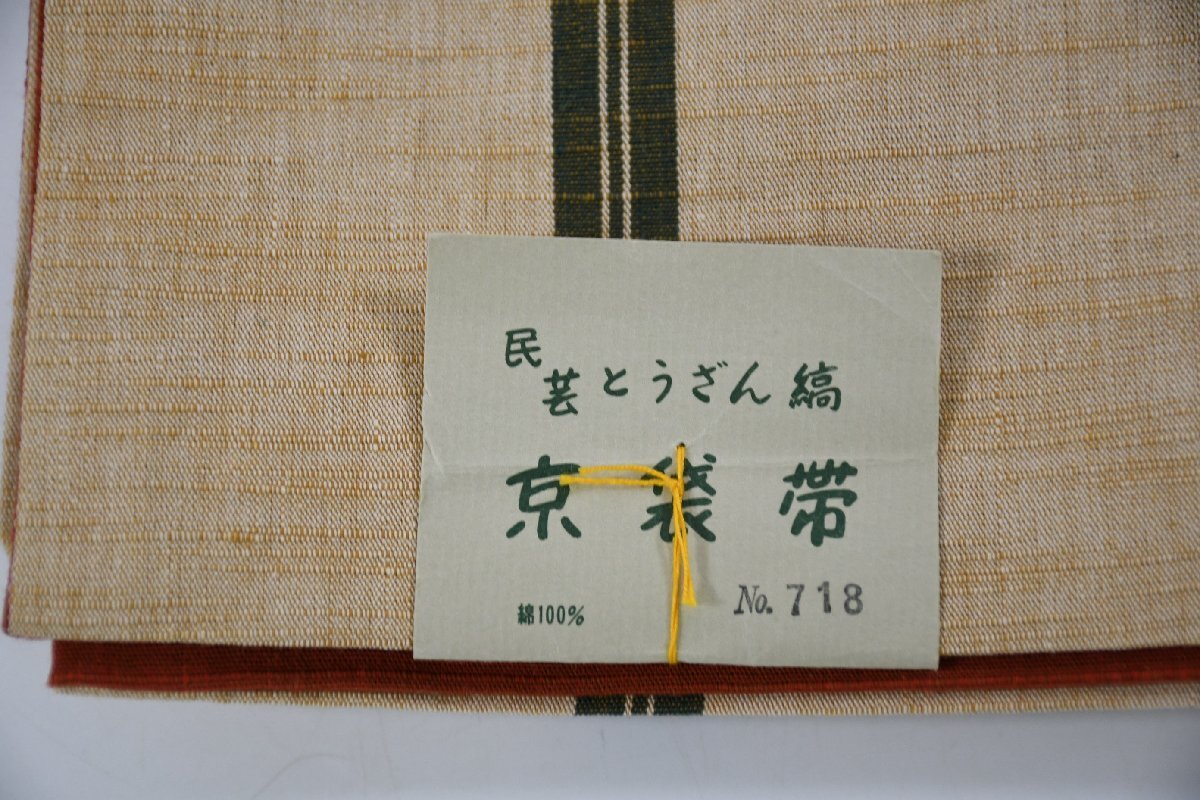 民芸とうざん縞
京袋帯
綿100%
No. 718